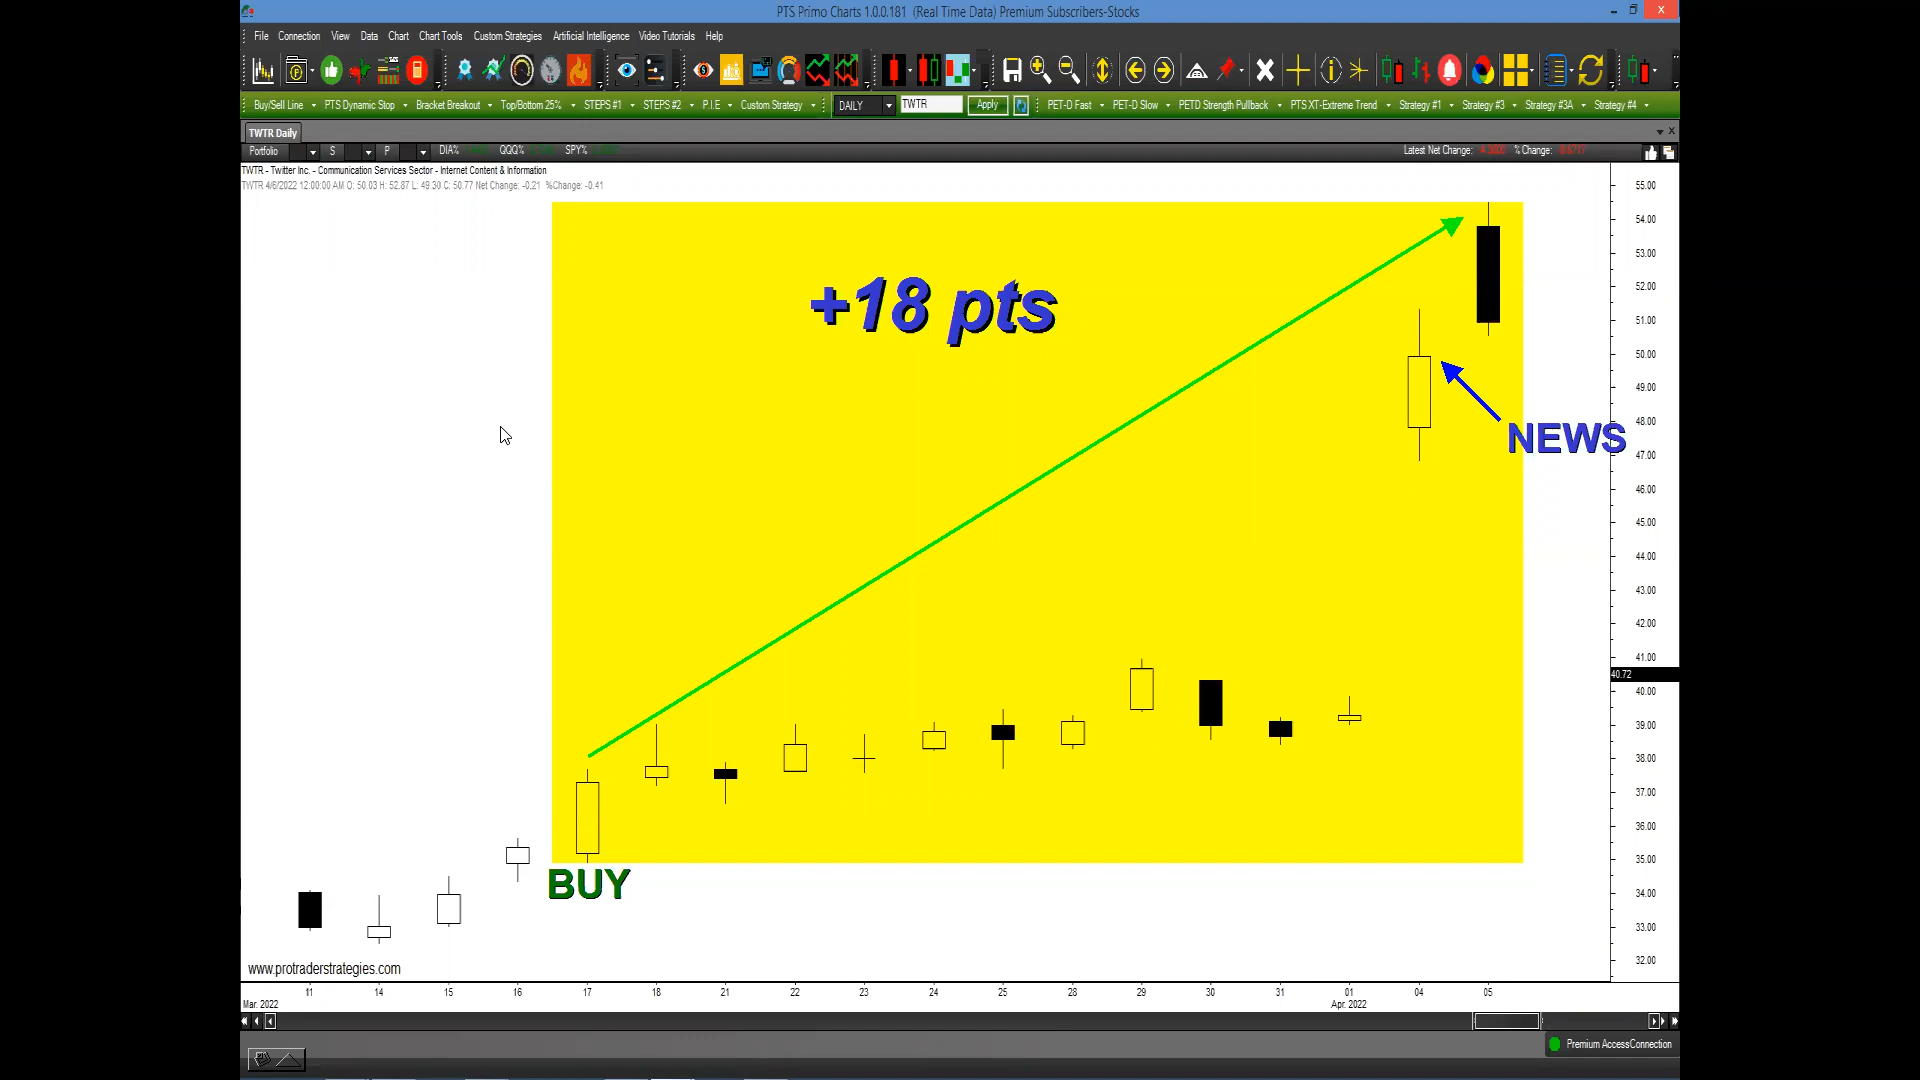 PTS Primo Charts 1.0.0.181 (Real Time Data) Premium Subscribers-Stocks
File Connection View Data Chart Chart Tools Custom Strategies Artificial Intelligence Video Tutorials Help
Buy/Sell Line PTS Dynamic Stop Bracket Breakout Top/Bottom 25% STEPS #1 STEPS #2 P.I.E Custom Strategy DAILY TWTR Apply PET-D Fast PET-D Slow PETD Strength Pullback PTS XT-Extreme Trend Strategy #1 Strategy #3 Strategy #3A Strategy #4
TWTR Daily
Portfolio S P DIA% QQQ% SPY% Latest Net Change: % Change:
TWTR - Twitter Inc. - Communication Services Sector - Internet Content & Information
TWTR 4/6/2022 12:00:00 AM O: 50.03 H: 52.87 L: 49.30 C: 50.77 Net Change: -0.21 %Change: -0.41
55.00
54.00
53.00
52.00
51.00
50.00
49.00
48.00
47.00
46.00
45.00
44.00
43.00
42.00
41.00
40.72
40.00
39.00
38.00
37.00
36.00
35.00
34.00
33.00
32.00
+18 pts
NEWS
BUY
www.protraderstrategies.com
11 14 15 16 17 18 21 22 23 24 25 28 29 30 31 01 04 05
Mar. 2022 Apr. 2022
Premium AccessConnection